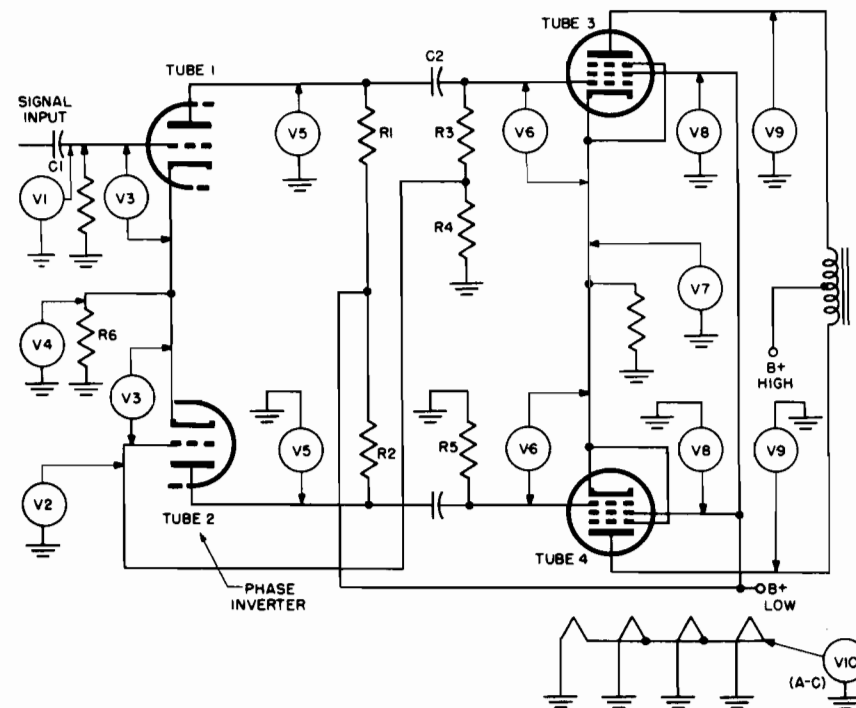 TUBE 3
TUBE 1
C2
SIGNAL
INPUT
C1
V1
V3
V5
R1
R3
V6
V8
V9
R4
V4
R6
V7
V3
B+
HIGH
V2
V5
R2
R5
V6
V8
V9
TUBE 2
TUBE 4
PHASE
INVERTER
B+
LOW
(A-C)